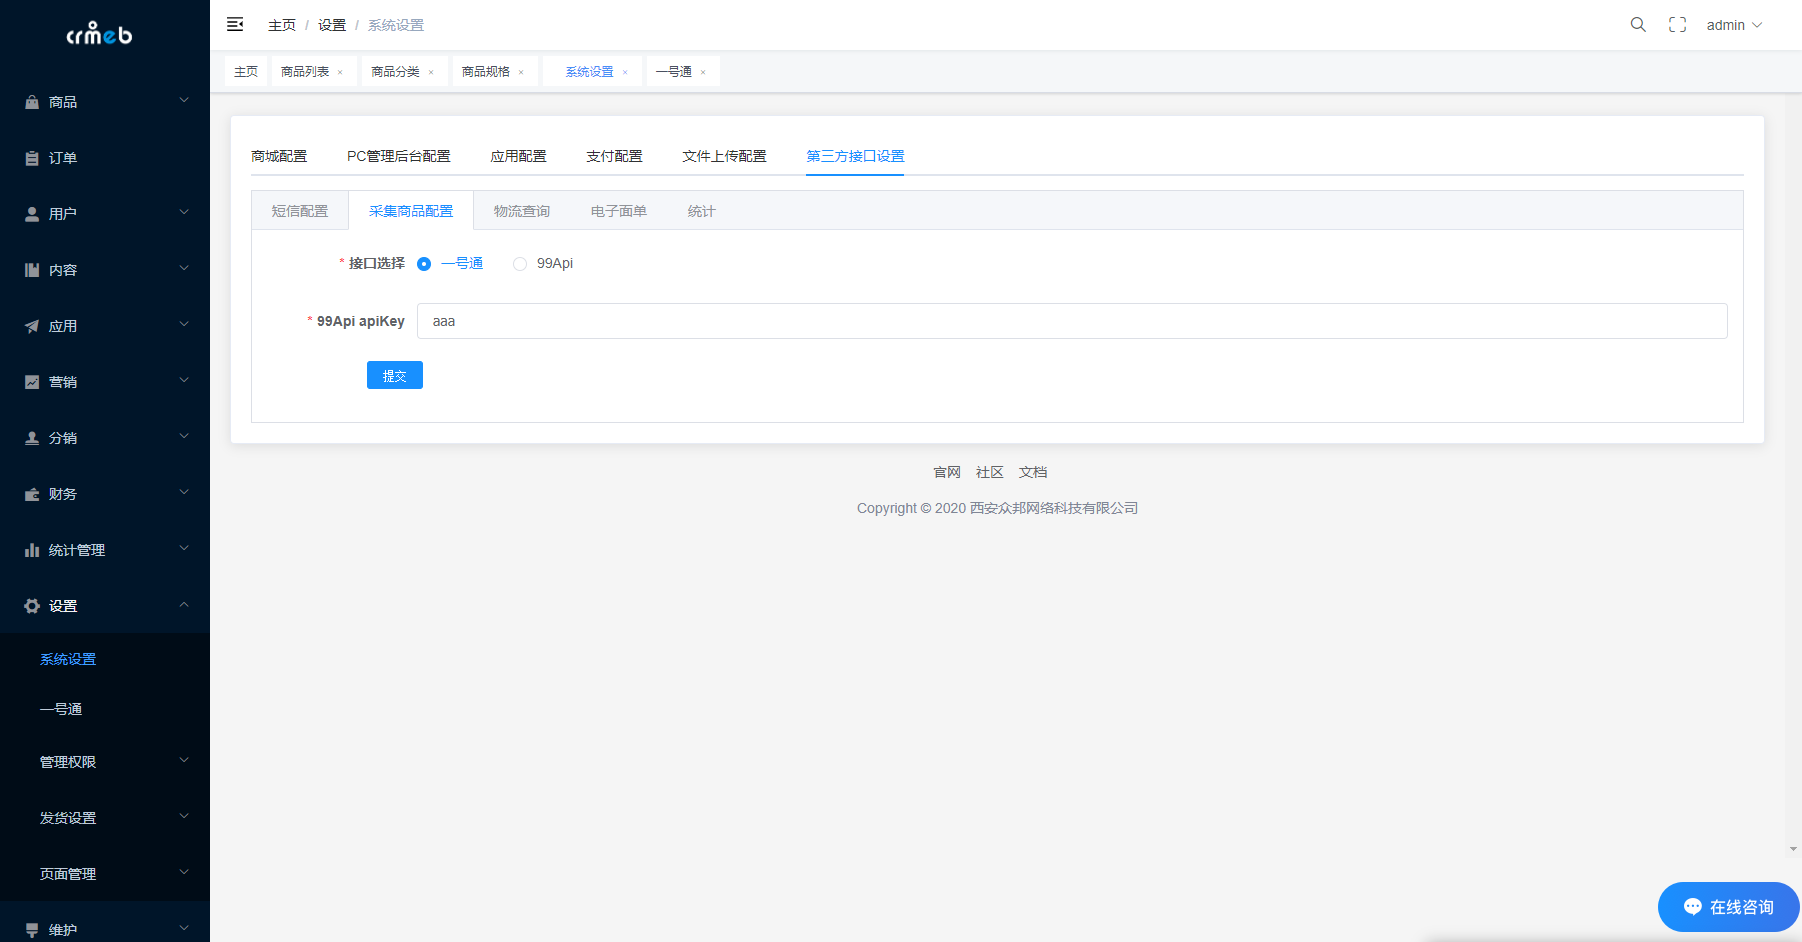 crmeb
主页 / 设置 / 系统设置
admin
主页 商品列表 × 商品分类 × 商品规格 × 系统设置 × 一号通 ×
商品
订单
用户
内容
应用
营销
分销
财务
统计管理
设置
系统设置
一号通
管理权限
发货设置
页面管理
维护
商城配置 PC管理后台配置 应用配置 支付配置 文件上传配置 第三方接口设置
短信配置 采集商品配置 物流查询 电子面单 统计
* 接口选择 一号通 99Api
* 99Api apiKey aaa
提交
官网 社区 文档
Copyright © 2020 西安众邦网络科技有限公司
在线咨询